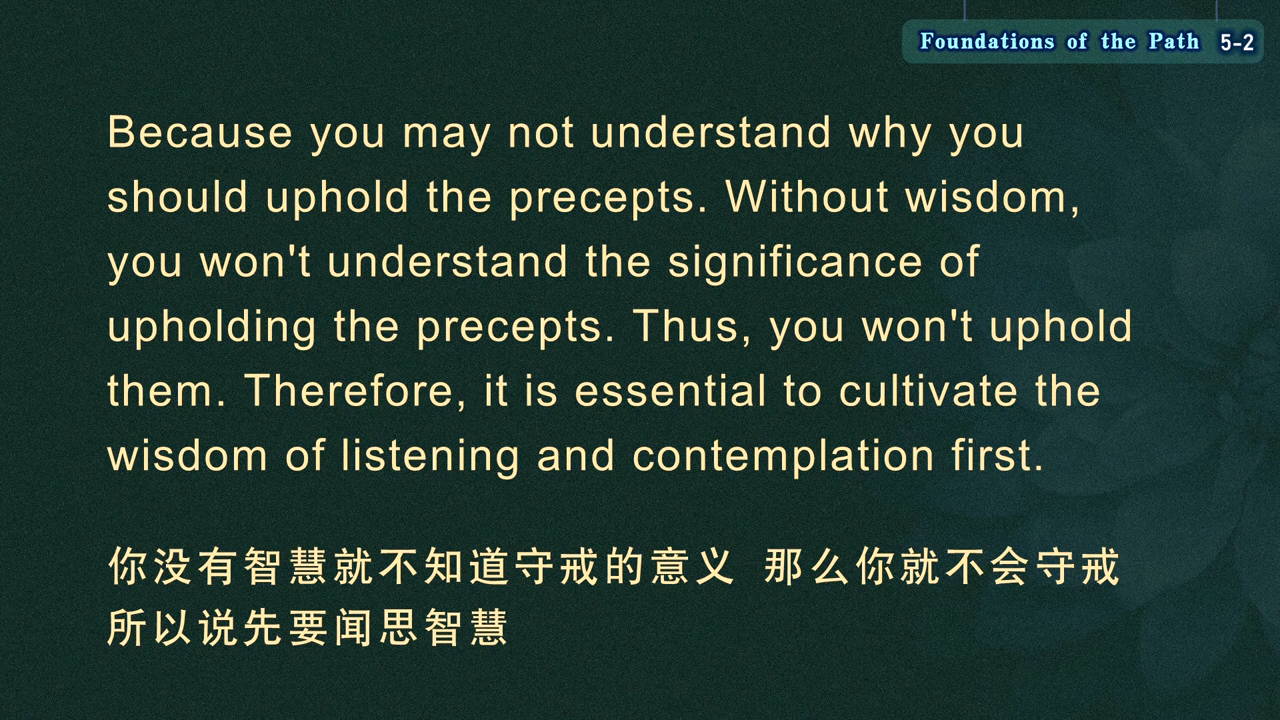 Foundations of the Path 5-2
Because you may not understand why you
should uphold the precepts. Without wisdom,
you won't understand the significance of
upholding the precepts. Thus, you won't uphold
them. Therefore, it is essential to cultivate the
wisdom of listening and contemplation first.
你没有智慧就不知道守戒的意义 那么你就不会守戒
所以说先要闻思智慧